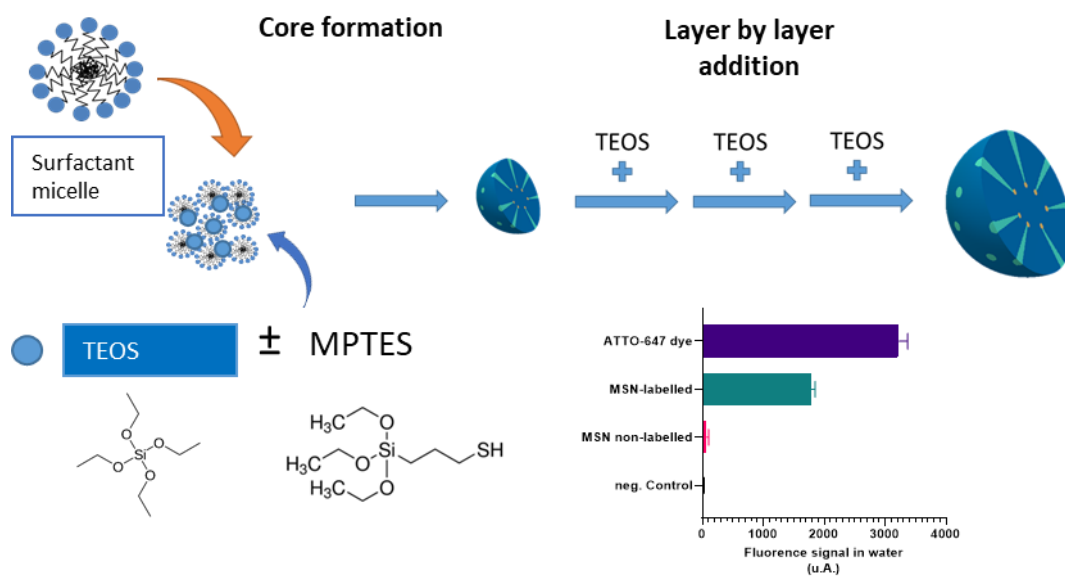 Core formation
Layer by layer
addition
Surfactant
micelle
TEOS
TEOS
TEOS
TEOS
± MPTES
O
O
Si
O
O
H₃C
O
H₃C
O
Si
SH
H₃C
O
ATTO-647 dye
MSN-labelled
MSN non-labelled
neg. Control
0
1000
2000
3000
4000
Fluorence signal in water
(u.A.)